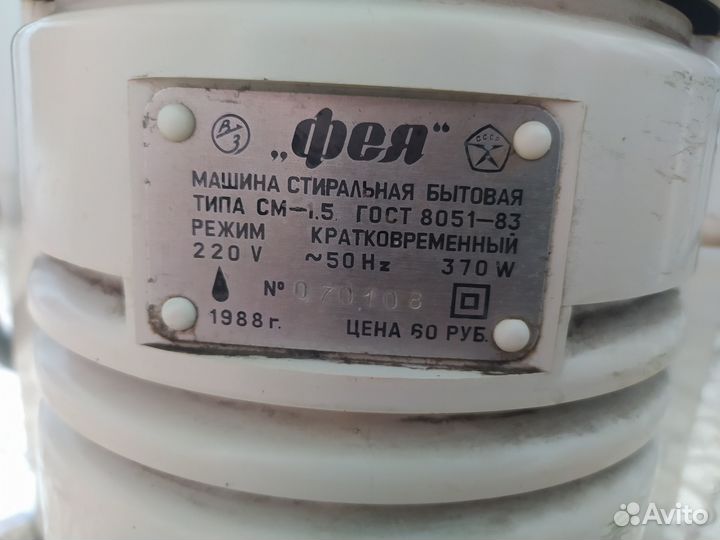 „Фея“
СССР
МАШИНА СТИРАЛЬНАЯ БЫТОВАЯ
ТИПА СМ-1.5 ГОСТ 8051-83
РЕЖИМ КРАТКОВРЕМЕННЫЙ
220 V ~50 Hz 370 W
№ 070108
1988 г. ЦЕНА 60 РУБ.
Avito